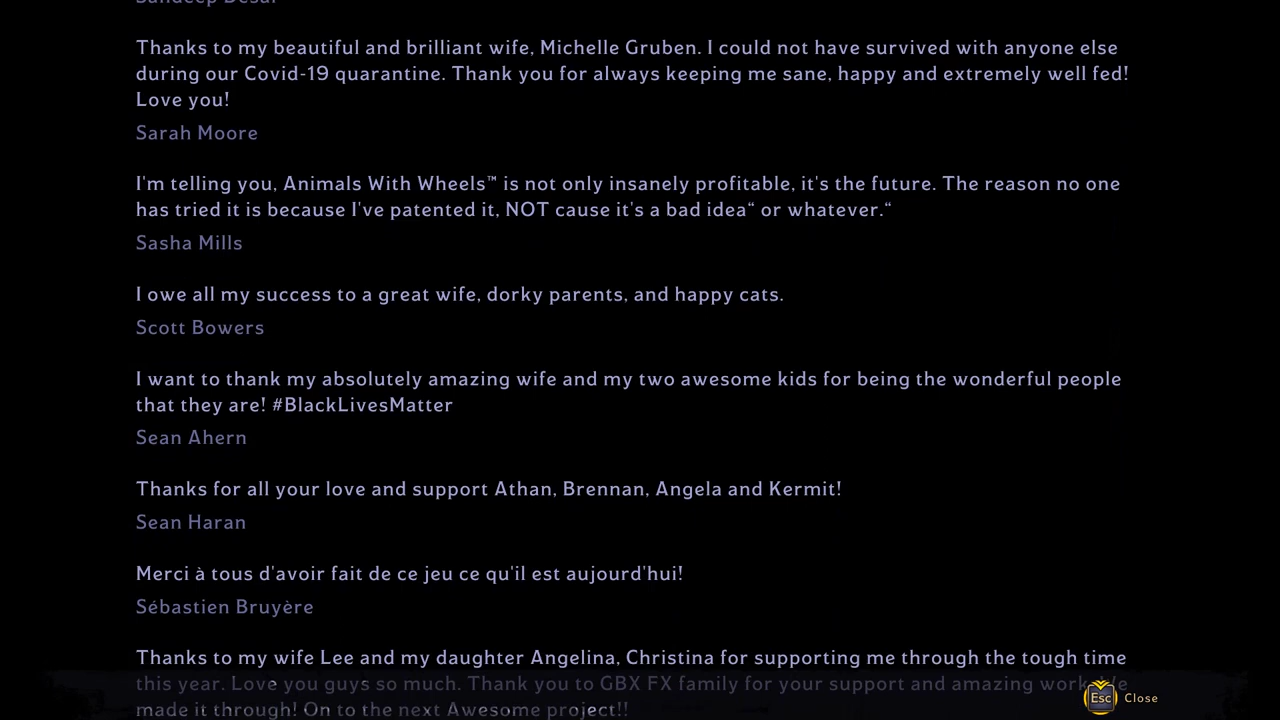 Sandeep Desai
Thanks to my beautiful and brilliant wife, Michelle Gruben. I could not have survived with anyone else
during our Covid-19 quarantine. Thank you for always keeping me sane, happy and extremely well fed!
Love you!
Sarah Moore
I'm telling you, Animals With Wheels™ is not only insanely profitable, it's the future. The reason no one
has tried it is because I've patented it, NOT cause it's a bad idea“ or whatever.“
Sasha Mills
I owe all my success to a great wife, dorky parents, and happy cats.
Scott Bowers
I want to thank my absolutely amazing wife and my two awesome kids for being the wonderful people
that they are! #BlackLivesMatter
Sean Ahern
Thanks for all your love and support Athan, Brennan, Angela and Kermit!
Sean Haran
Merci à tous d'avoir fait de ce jeu ce qu'il est aujourd'hui!
Sébastien Bruyère
Thanks to my wife Lee and my daughter Angelina, Christina for supporting me through the tough time
this year. Love you guys so much. Thank you to GBX FX family for your support and amazing work. We
made it through! On to the next Awesome project!!
Esc Close